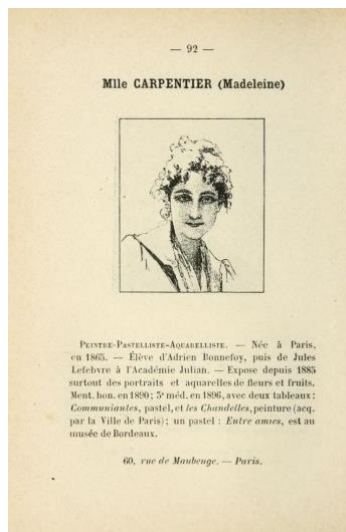 — 92 —
Mlle CARPENTIER (Madeleine)
PEINTRE-PASTELLISTE-AQUARELLISTE. — Née à Paris,
en 1865. — Élève d'Adrien Bonnefoy, puis de Jules
Lefebvre à l'Académie Julian. — Expose depuis 1885
surtout des portraits et aquarelles de fleurs et fruits.
Ment. hon. en 1890; 3e méd. en 1896, avec deux tableaux:
Communiantes, pastel, et les Chandelles, peinture (acq.
par la Ville de Paris); un pastel: Entre amies, est au
musée de Bordeaux.
60, rue de Maubeuge. — Paris.